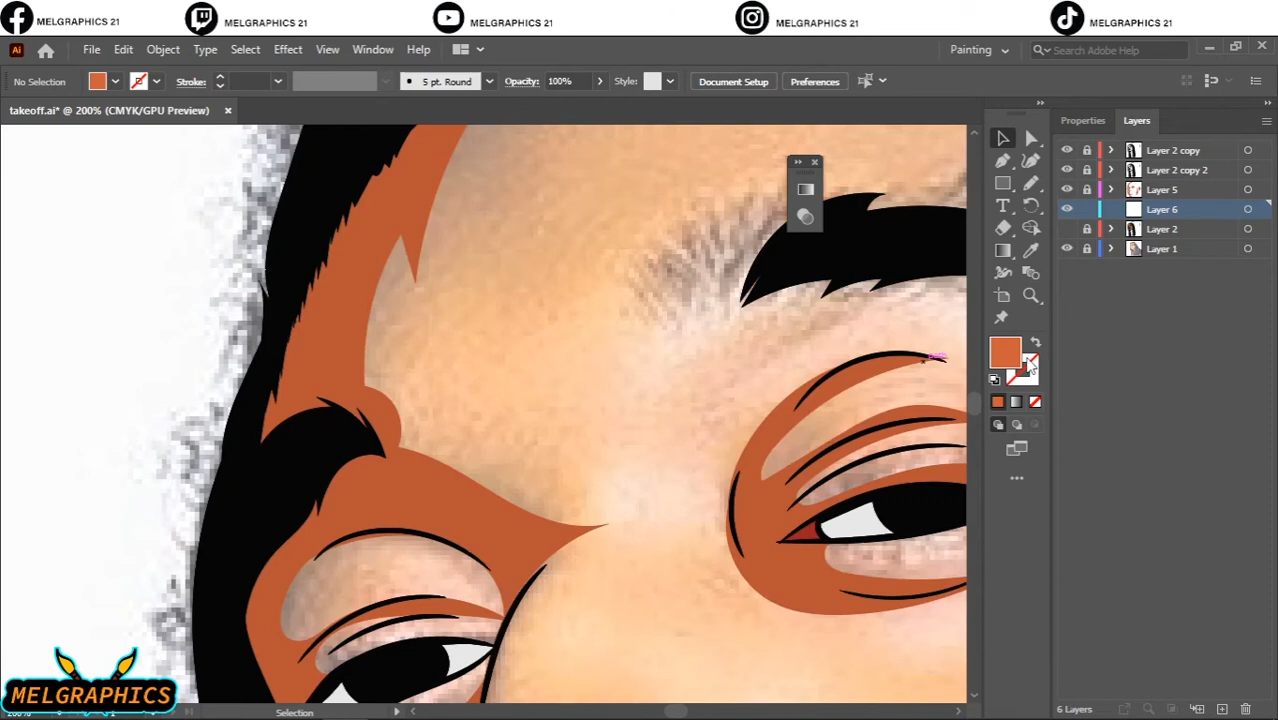 MELGRAPHICS 21 MELGRAPHICS 21 MELGRAPHICS 21 MELGRAPHICS 21 MELGRAPHICS 21
Ai File Edit Object Type Select Effect View Window Help Painting Search Adobe Help
No Selection Stroke: 5 pt. Round Opacity: 100% Style: Document Setup Preferences
takeoff.ai* @ 200% (CMYK/GPU Preview)
Properties Layers
Layer 2 copy
Layer 2 copy 2
Layer 5
Layer 6
Layer 2
Layer 1
MELGRAPHICS
Selection
6 Layers